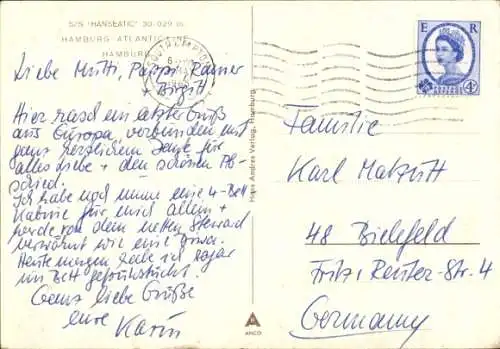 S/S "HANSEATIC" 30.029 to.
HAMBURG ATLANTIC LINE
HAMBURG
SOUTHAMPTON
E R
4D
Liebe Mutti, Pappi, Rainer
+ Birgit
Hier rasch ein letzter Gruß
aus Europa verbunden mit
ganz herzlichem Dank für
alles Liebe + den schönen Ab-
schied.
Ich habe noch immer eine 4-Bett
Kabine für mich allein +
werde von dem netten Steward
verwöhnt wie eine
Heute morgen habe ich sogar
im Bett gefrühstückt.
Ganz liebe Grüße
eure Karin
Hans Andres Verlag, Hamburg
ANCO
Familie
Karl
48 Bielefeld
Fritz-Reuter-Str. 4
Germany